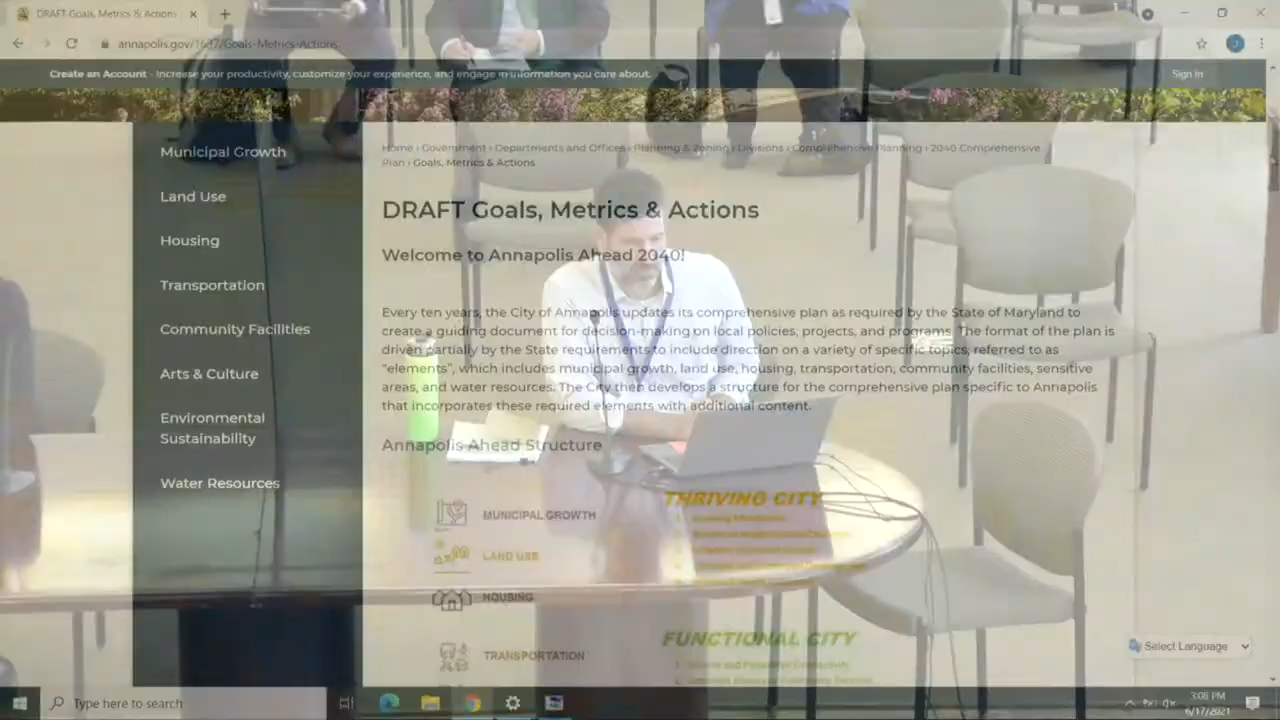 DRAFT Goals, Metrics & Actions
annapolis.gov/1637/Goals-Metrics-Actions
Create an Account - Increase your productivity, customize your experience, and engage in information you care about.
Sign In
Municipal Growth
Land Use
Housing
Transportation
Community Facilities
Arts & Culture
Environmental
Sustainability
Water Resources
Home › Government › Departments and Offices › Planning & Zoning › Divisions › Comprehensive Planning › 2040 Comprehensive
Plan › Goals, Metrics & Actions
DRAFT Goals, Metrics & Actions
Welcome to Annapolis Ahead 2040!
Every ten years, the City of Annapolis updates its comprehensive plan as required by the State of Maryland to
create a guiding document for decision-making on local policies, projects, and programs. The format of the plan is
driven partially by the State requirements to include direction on a variety of specific topics, referred to as
"elements", which includes municipal growth, land use, housing, transportation, community facilities, sensitive
areas, and water resources. The City then develops a structure for the comprehensive plan specific to Annapolis
that incorporates these required elements with additional content.
Annapolis Ahead Structure
MUNICIPAL GROWTH
LAND USE
HOUSING
TRANSPORTATION
THRIVING CITY
FUNCTIONAL CITY
Select Language
Type here to search
3:08 PM
6/17/2021